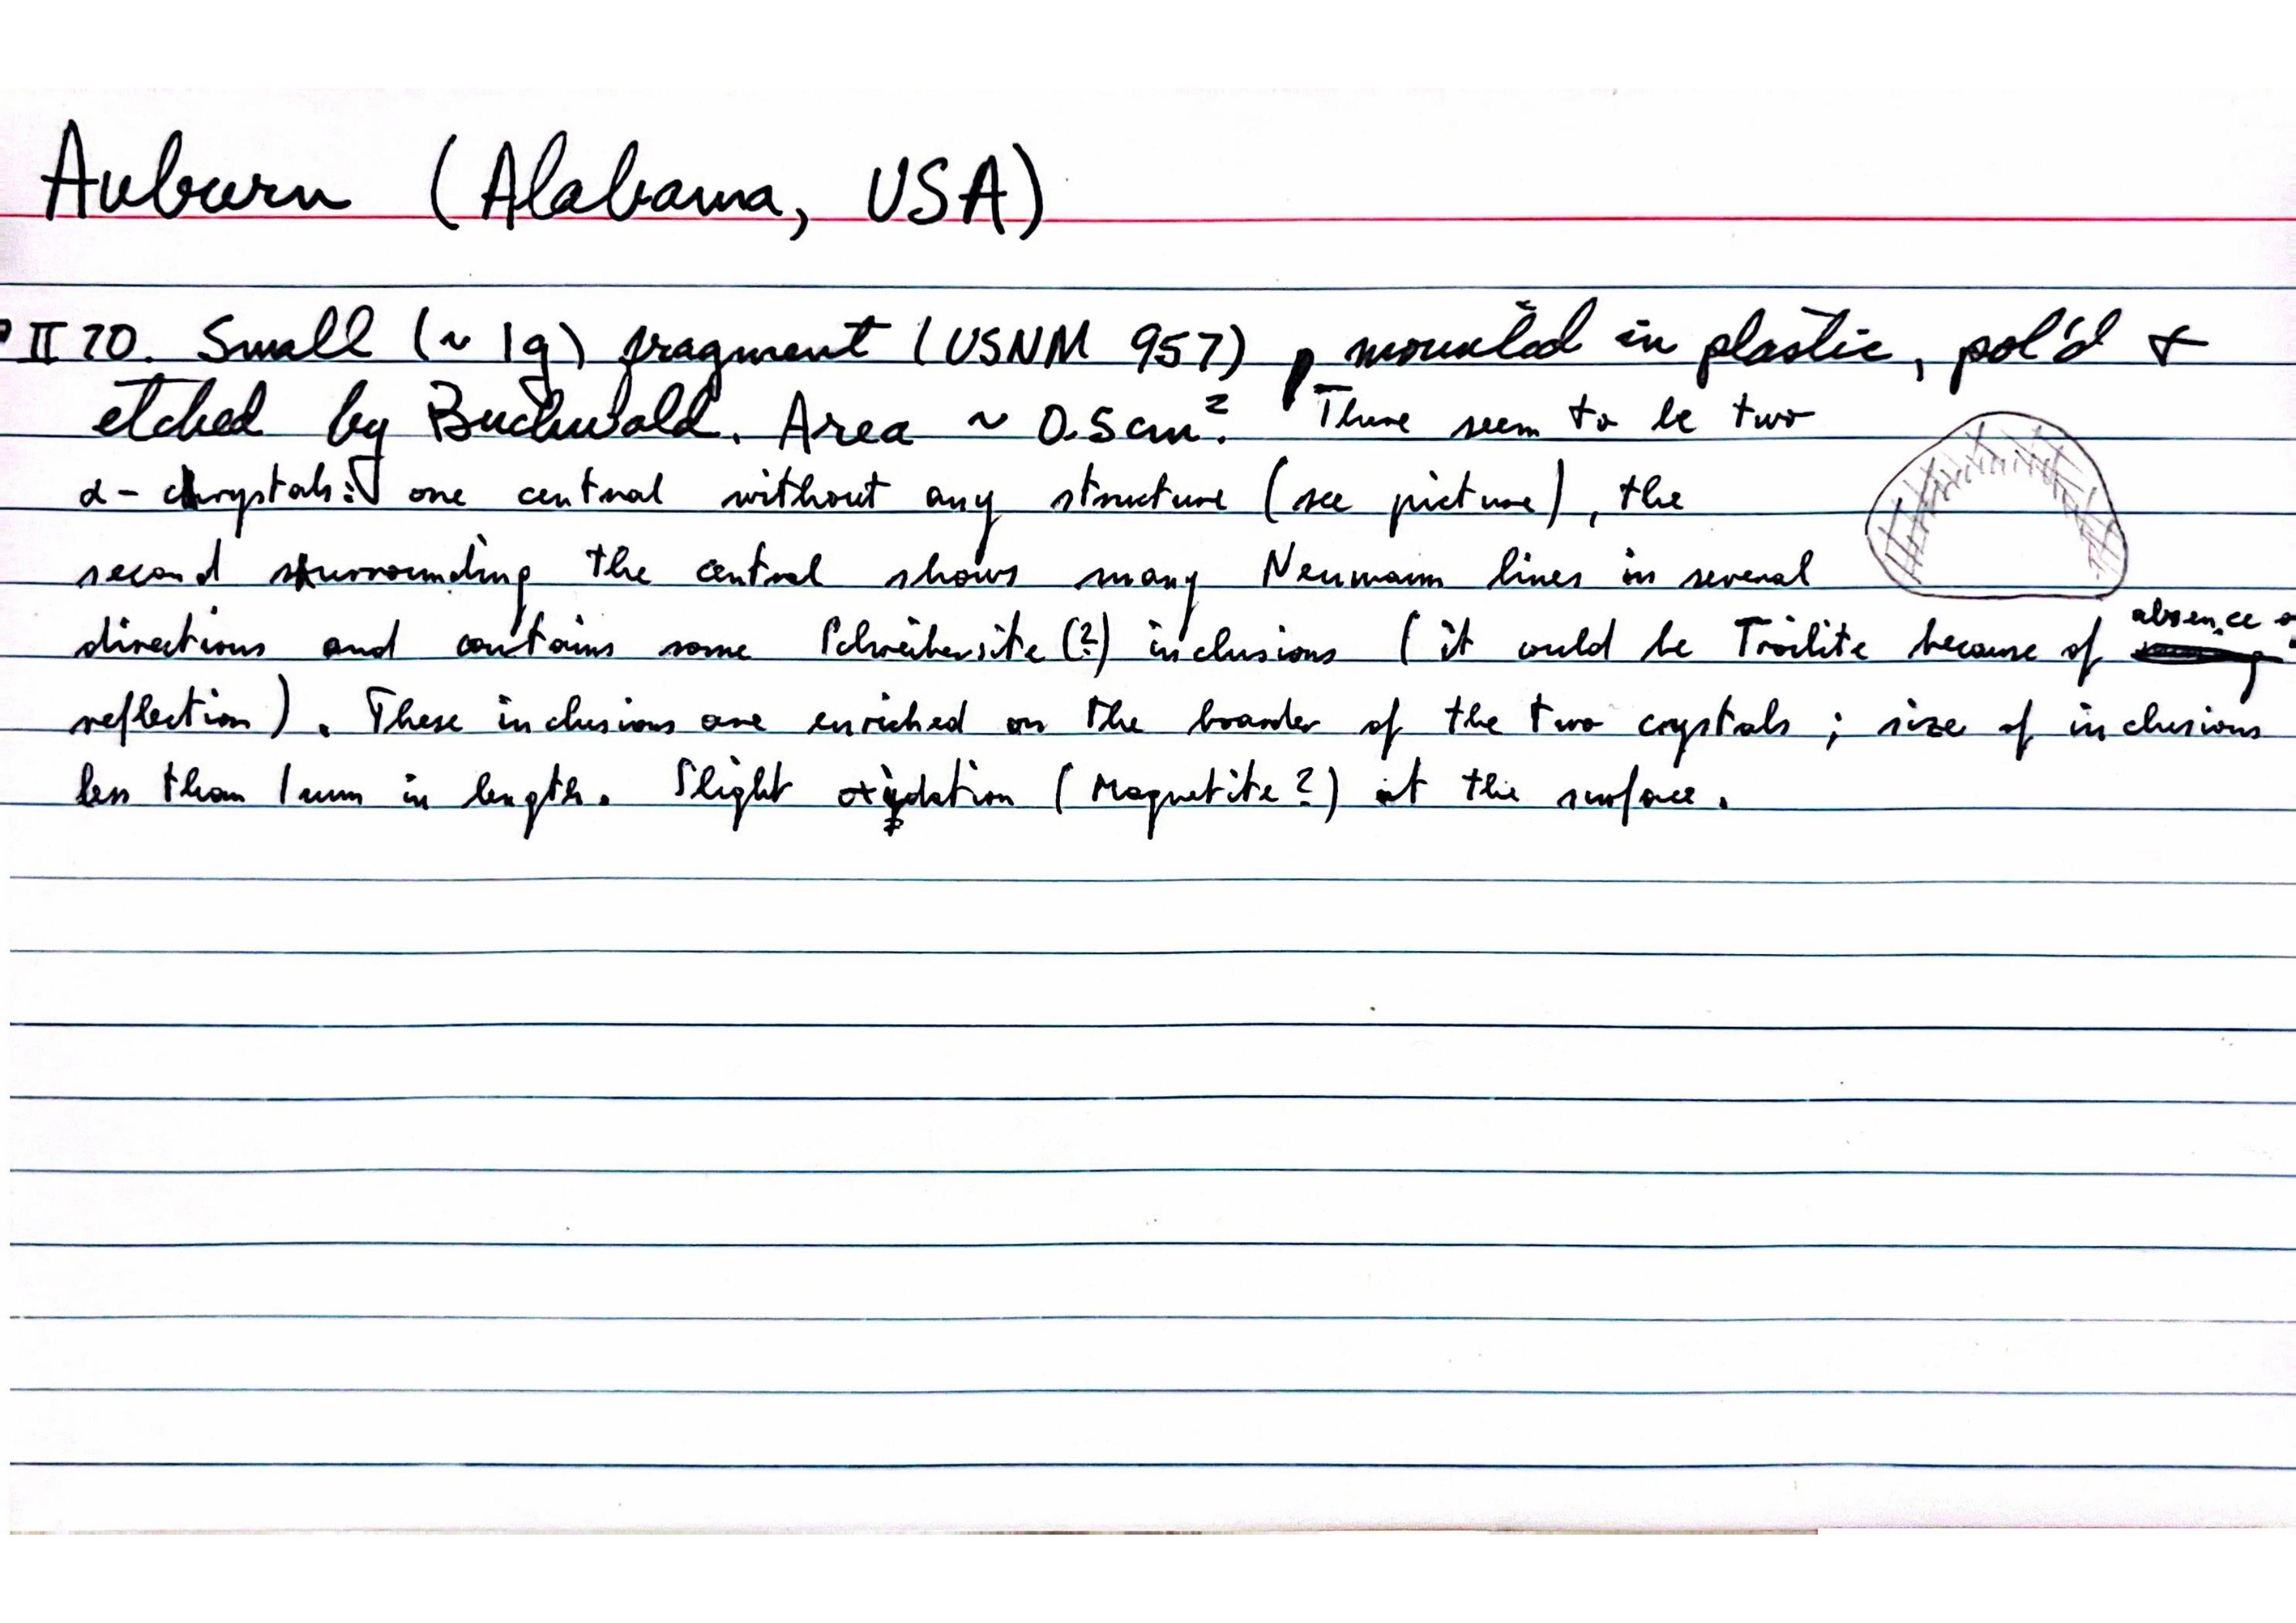 Auburn (Alabama, USA)
II 70. Small (~ 1g) fragment (USNM 957), mounted in plastic, pol'd &
etched by Buchwald. Area ~ 0.5cm². There seem to be two
α-crystals: one central without any structure (see picture), the
second surrounding the central shows many Neumann lines in several
directions and contains some Schreibersite (?) inclusions (it could be Troilite because of absence
reflection). These inclusions are enriched on the boarder of the two crystals; size of inclusions
less than 1mm in length. Slight oxydation (Magnetite?) at the surface.